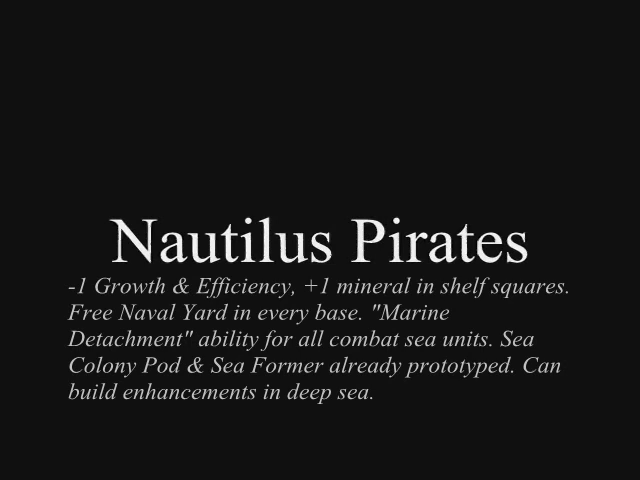 Nautilus Pirates
-1 Growth & Efficiency, +1 mineral in shelf squares.
Free Naval Yard in every base. "Marine
Detachment" ability for all combat sea units. Sea
Colony Pod & Sea Former already prototyped. Can
build enhancements in deep sea.